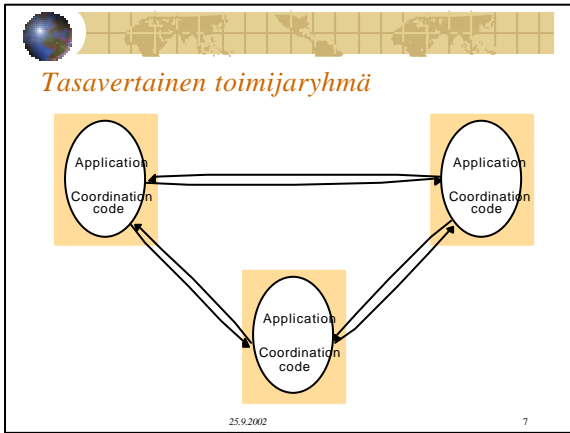 Tasavertainen toimijaryhmä
Application
Coordination
code
Application
Coordination
code
Application
Coordination
code
25.9.2002
7